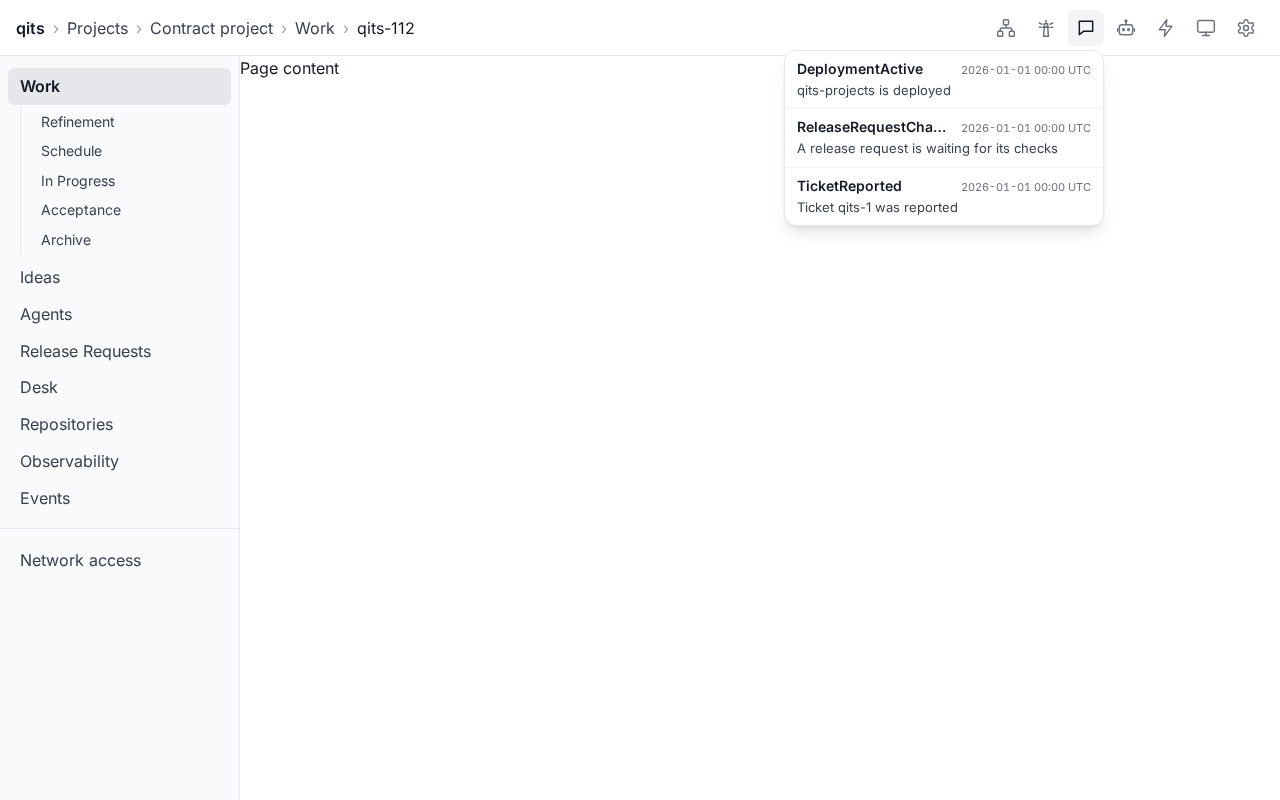 qits › Projects › Contract project › Work › qits-112
Work
Refinement
Schedule
In Progress
Acceptance
Archive
Ideas
Agents
Release Requests
Desk
Repositories
Observability
Events
Network access
Page content
DeploymentActive 2026-01-01 00:00 UTC
qits-projects is deployed
ReleaseRequestCha... 2026-01-01 00:00 UTC
A release request is waiting for its checks
TicketReported 2026-01-01 00:00 UTC
Ticket qits-1 was reported